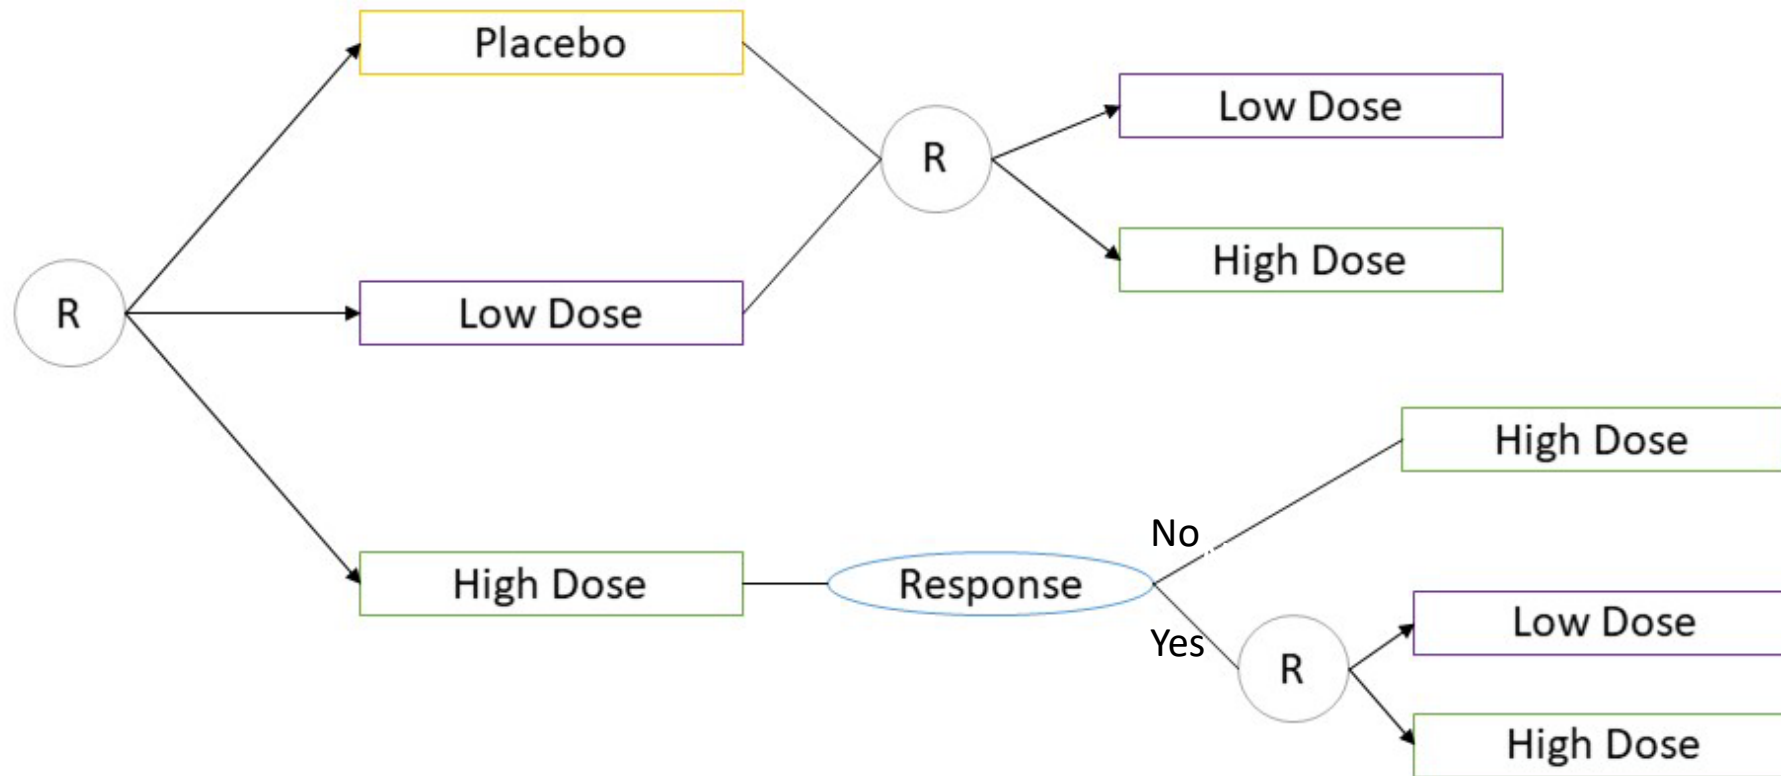 Placebo
Low Dose
R
High Dose
R
Low Dose
High Dose
No
High Dose
Response
Low Dose
Yes
R
High Dose